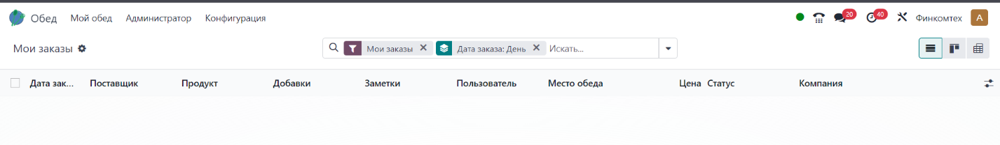 Обед Мой обед Администратор Конфигурация 20 40 Финкомтех A
Мои заказы Мои заказы Дата заказа: День Искать...
Дата зак... Поставщик Продукт Добавки Заметки Пользователь Место обеда Цена Статус Компания